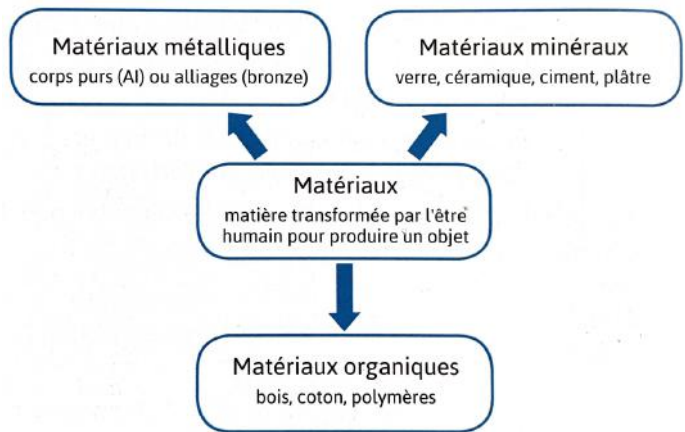 Matériaux métalliques
corps purs (Al) ou alliages (bronze)
Matériaux minéraux
verre, céramique, ciment, plâtre
Matériaux
matière transformée par l'être
humain pour produire un objet
Matériaux organiques
bois, coton, polymères